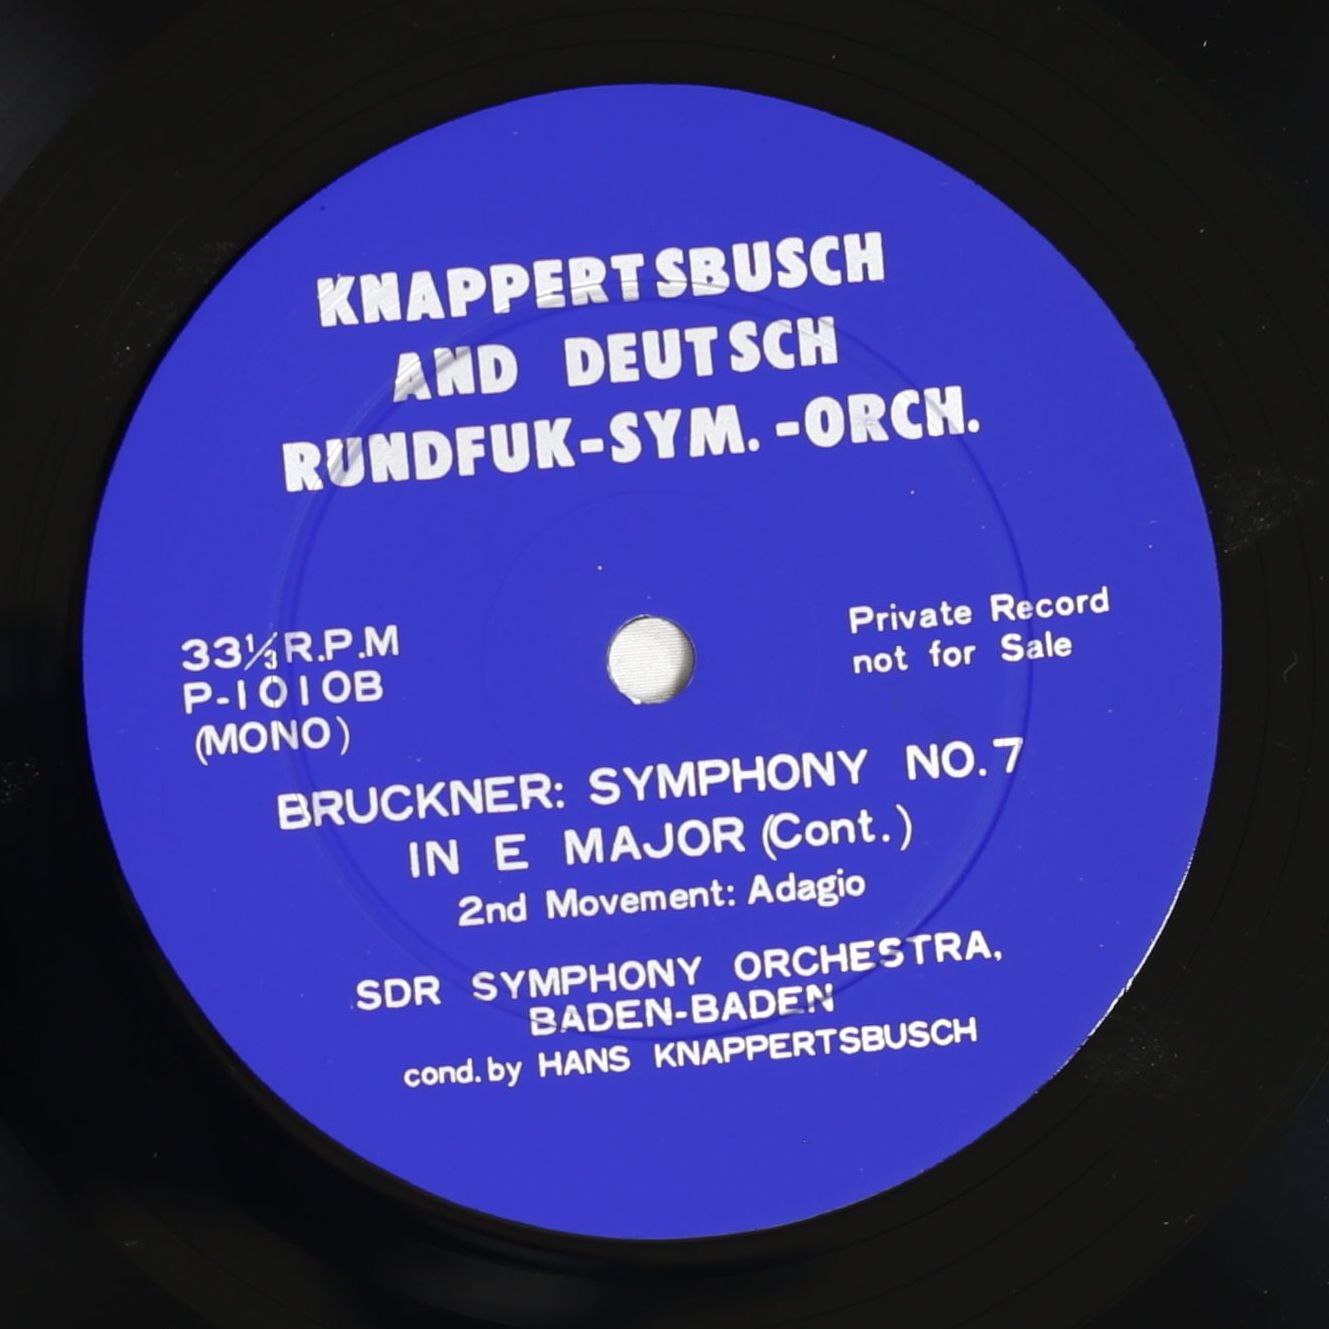 KNAPPERTSBUSCH
AND DEUTSCH
RUNDFUK-SYM.-ORCH.
Private Record
not for Sale
33⅓ R.P.M
P-1010B
(MONO)
BRUCKNER: SYMPHONY NO.7
IN E MAJOR (Cont.)
2nd Movement: Adagio
SDR SYMPHONY ORCHESTRA,
BADEN-BADEN
cond. by HANS KNAPPERTSBUSCH